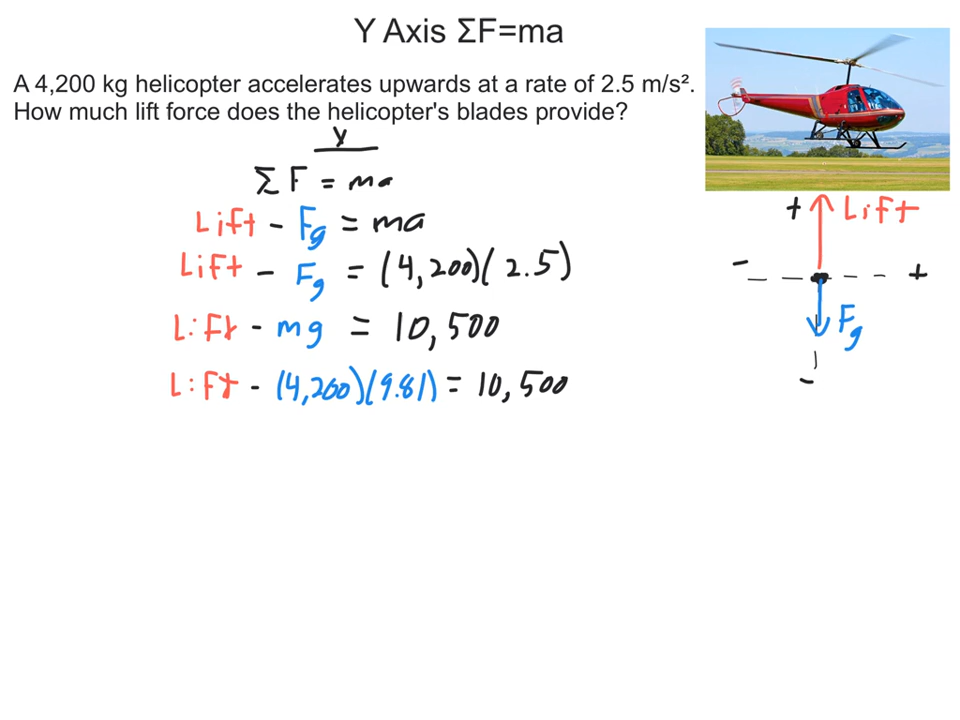 Y Axis ΣF=ma
A 4,200 kg helicopter accelerates upwards at a rate of 2.5 m/s².
How much lift force does the helicopter's blades provide?
Y
Σ F = ma
Lift - Fg = ma
Lift - Fg = (4,200)(2.5)
Lift - mg = 10,500
Lift - (4,200)(9.81) = 10,500
+ Lift
- +
Fg
-